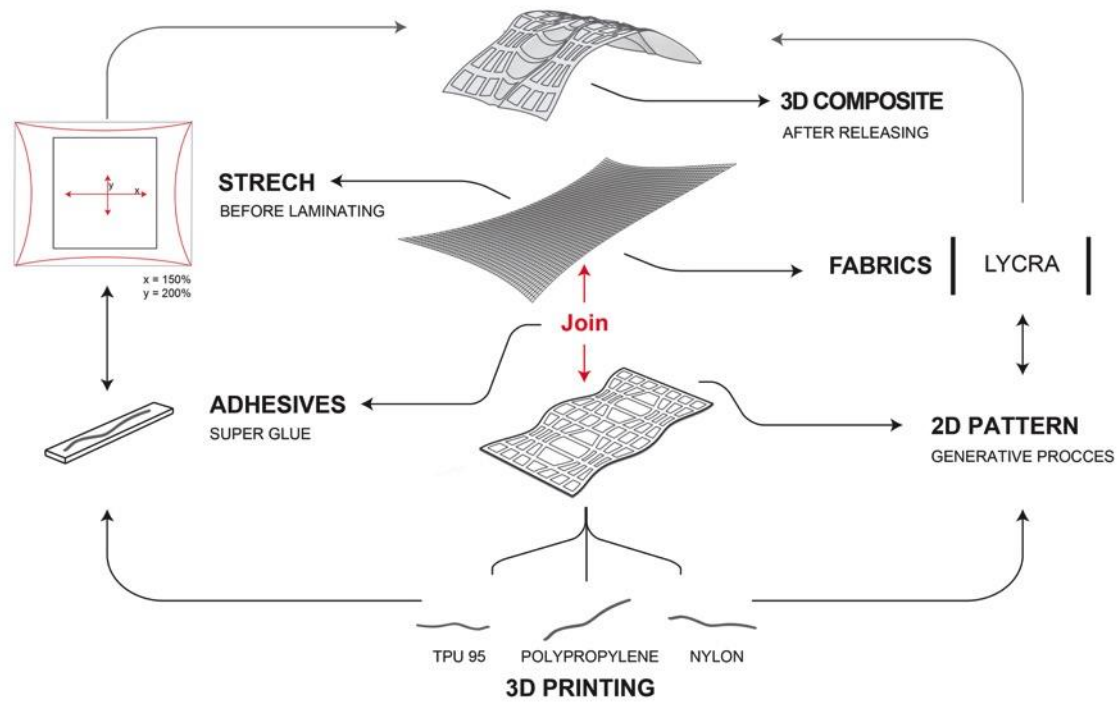 3D COMPOSITE
AFTER RELEASING
STRECH
BEFORE LAMINATING
y
x
x = 150%
y = 200%
FABRICS
LYCRA
Join
ADHESIVES
SUPER GLUE
2D PATTERN
GENERATIVE PROCCES
TPU 95
POLYPROPYLENE
NYLON
3D PRINTING